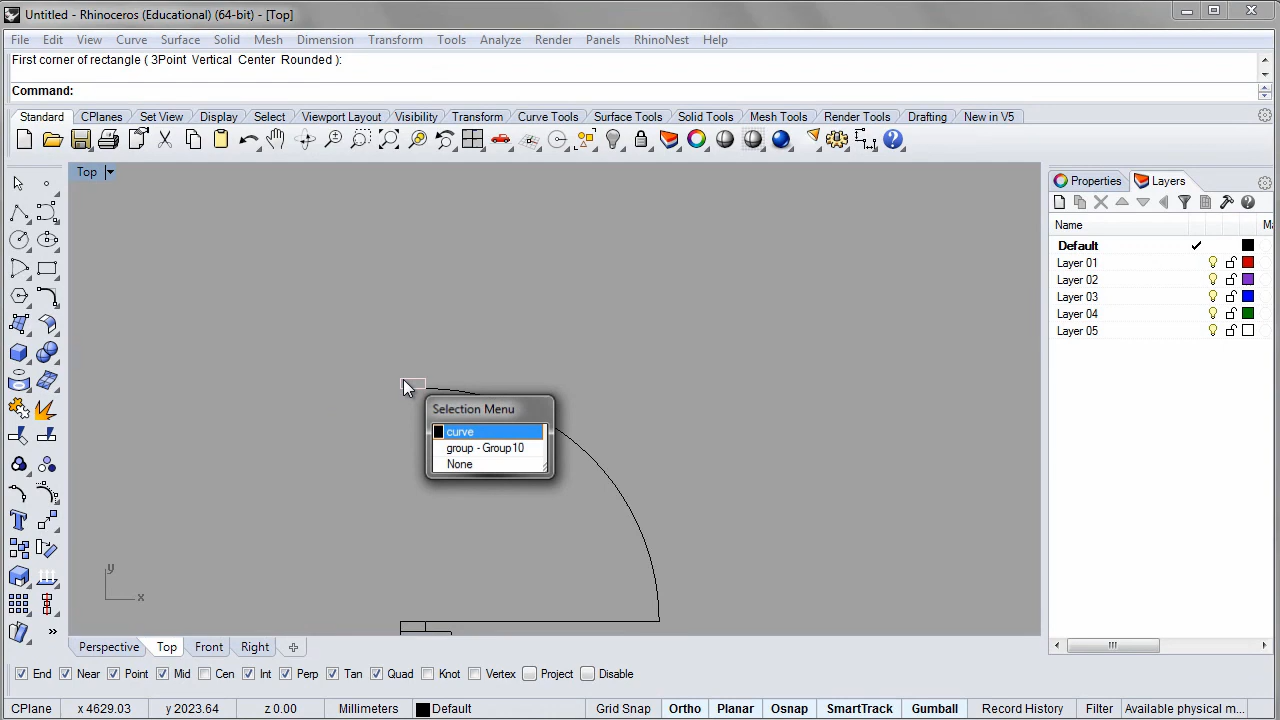 Untitled - Rhinoceros (Educational) (64-bit) - [Top]
File Edit View Curve Surface Solid Mesh Dimension Transform Tools Analyze Render Panels RhinoNest Help
First corner of rectangle ( 3Point Vertical Center Rounded ):
Command:
Standard CPlanes Set View Display Select Viewport Layout Visibility Transform Curve Tools Surface Tools Solid Tools Mesh Tools Render Tools Drafting New in V5
Top
Properties Layers
Name
Default
Layer 01
Layer 02
Layer 03
Layer 04
Layer 05
Selection Menu
curve
group - Group10
None
y
x
Perspective Top Front Right
End Near Point Mid Cen Int Perp Tan Quad Knot Vertex Project Disable
CPlane x 4629.03 y 2023.64 z 0.00 Millimeters Default Grid Snap Ortho Planar Osnap SmartTrack Gumball Record History Filter Available physical m...